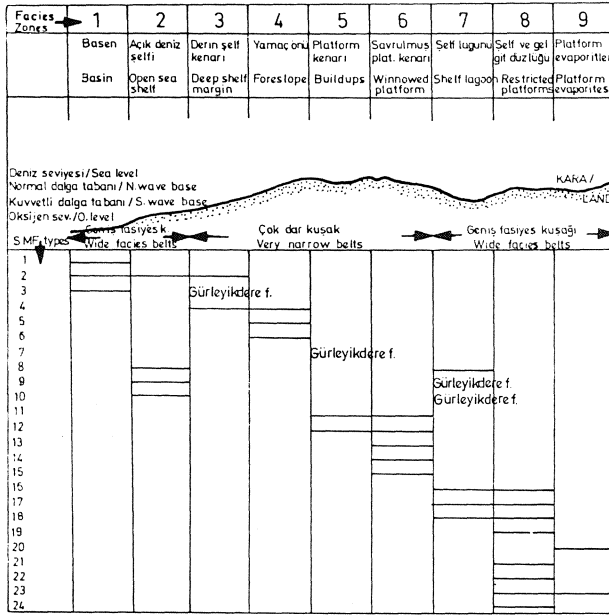 Facies Zones 1 2 3 4 5 6 7 8 9
Basen Açık deniz şelfi Derin şelf kenarı Yamaçönü Platform kenarı Savrulmuş plat. kenarı Şelf lagunu Şelf ve gel git düzlüğu Platform evaporitler
Basin Open sea shelf Deep shelf margin Foreslope Buildups Winnowed platform Shelf lagoon Restricted platforms Platform evaporites
Deniz seviyesi/Sea level
Normal dalga tabanı/N. wave base
KARA/
Kuvvetli dalga tabanı/S. wave base
LAND
Oksijen sev./O. level
Geniş fasiyes k Çok dar kuşak Geniş fasiyes kuşağı
SMF types Wide facies belts Very narrow belts Wide facies belts
1
2
3 Gürleyikdere f.
4
5
6
7 Gürleyikdere f.
8
9 Gürleyikdere f.
10 Gürleyikdere f.
11
12
13
14
15
16
17
18
19
20
21
22
23
24